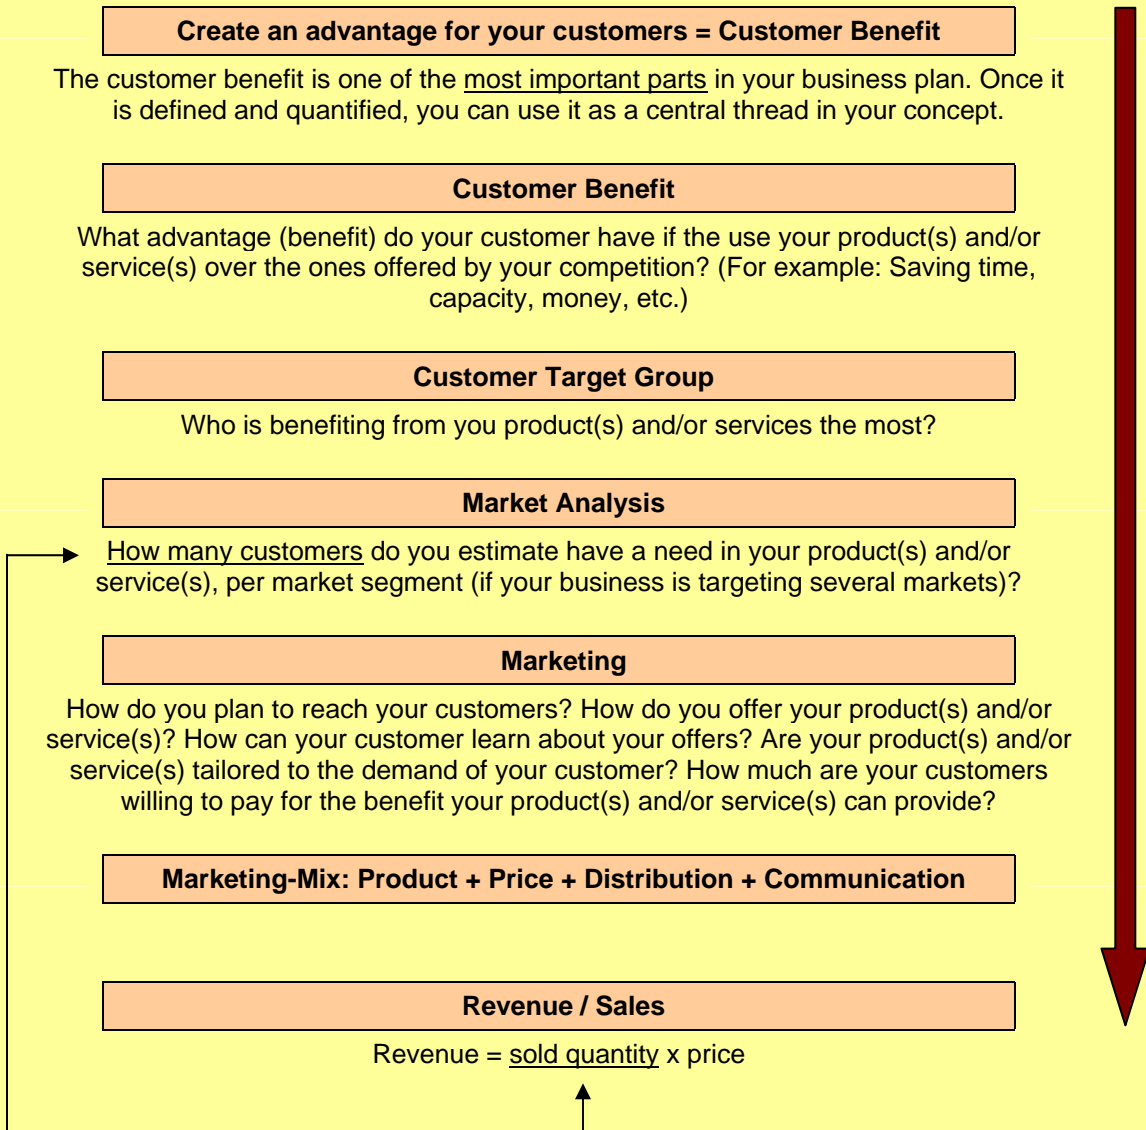 Create an advantage for your customers = Customer Benefit
The customer benefit is one of the most important parts in your business plan. Once it
is defined and quantified, you can use it as a central thread in your concept.
Customer Benefit
What advantage (benefit) do your customer have if the use your product(s) and/or
service(s) over the ones offered by your competition? (For example: Saving time,
capacity, money, etc.)
Customer Target Group
Who is benefiting from you product(s) and/or services the most?
Market Analysis
How many customers do you estimate have a need in your product(s) and/or
service(s), per market segment (if your business is targeting several markets)?
Marketing
How do you plan to reach your customers? How do you offer your product(s) and/or
service(s)? How can your customer learn about your offers? Are your product(s) and/or
service(s) tailored to the demand of your customer? How much are your customers
willing to pay for the benefit your product(s) and/or service(s) can provide?
Marketing-Mix: Product + Price + Distribution + Communication
Revenue / Sales
Revenue = sold quantity x price